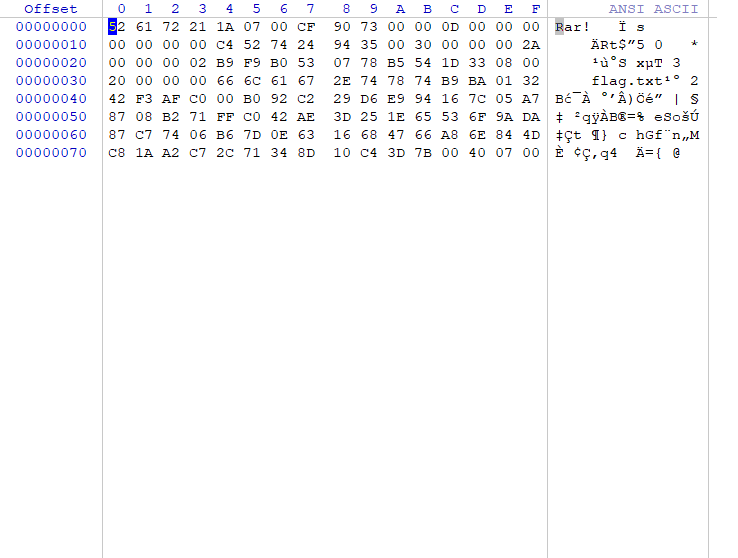 Offset 0 1 2 3 4 5 6 7 8 9 A B C D E F ANSI ASCII
00000000 52 61 72 21 1A 07 00 CF 90 73 00 00 0D 00 00 00 Rar! Ï s
00000010 00 00 00 00 C4 52 74 24 94 35 00 30 00 00 00 2A ÄRt$”5 0 *
00000020 00 00 00 02 B9 F9 B0 53 07 78 B5 54 1D 33 08 00 ¹ù°S xµT 3
00000030 20 00 00 00 66 6C 61 67 2E 74 78 74 B9 BA 01 32 flag.txt¹º 2
00000040 42 F3 AF C0 00 B0 92 C2 29 D6 E9 94 16 7C 05 A7 Bó¯À °’Â)Öé” | §
00000050 87 08 B2 71 FF C0 42 AE 3D 25 1E 65 53 6F 9A DA ‡ ²qÿÀB®=% eSošÚ
00000060 87 C7 74 06 B6 7D 0E 63 16 68 47 66 A8 6E 84 4D ‡Çt ¶} c hGf¨n„M
00000070 C8 1A A2 C7 2C 71 34 8D 10 C4 3D 7B 00 40 07 00 È ¢Ç,q4 Ä={ @